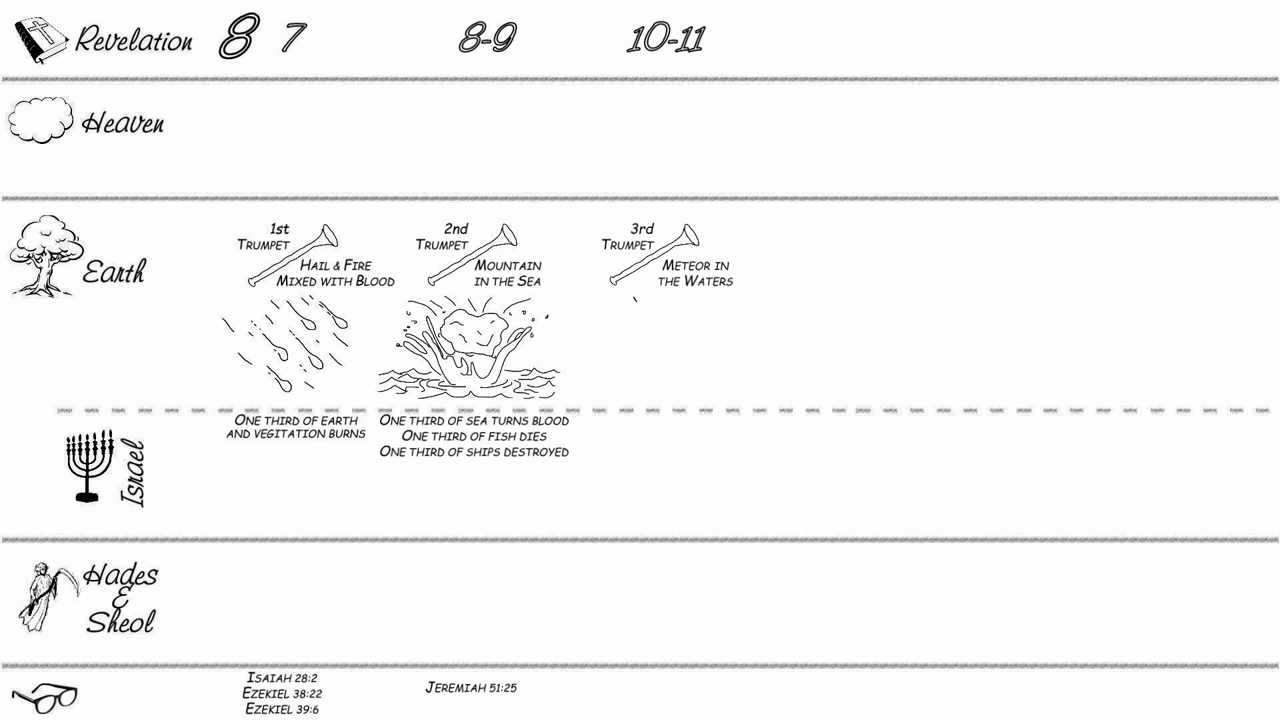 Revelation 8 7 8-9 10-11
Heaven
Earth
1st
TRUMPET
HAIL & FIRE
MIXED WITH BLOOD
2nd
TRUMPET
MOUNTAIN
IN THE SEA
3rd
TRUMPET
METEOR IN
THE WATERS
ONE THIRD OF EARTH
AND VEGITATION BURNS
ONE THIRD OF SEA TURNS BLOOD
ONE THIRD OF FISH DIES
ONE THIRD OF SHIPS DESTROYED
Israel
Hades
&
Sheol
ISAIAH 28:2
EZEKIEL 38:22
EZEKIEL 39:6
JEREMIAH 51:25